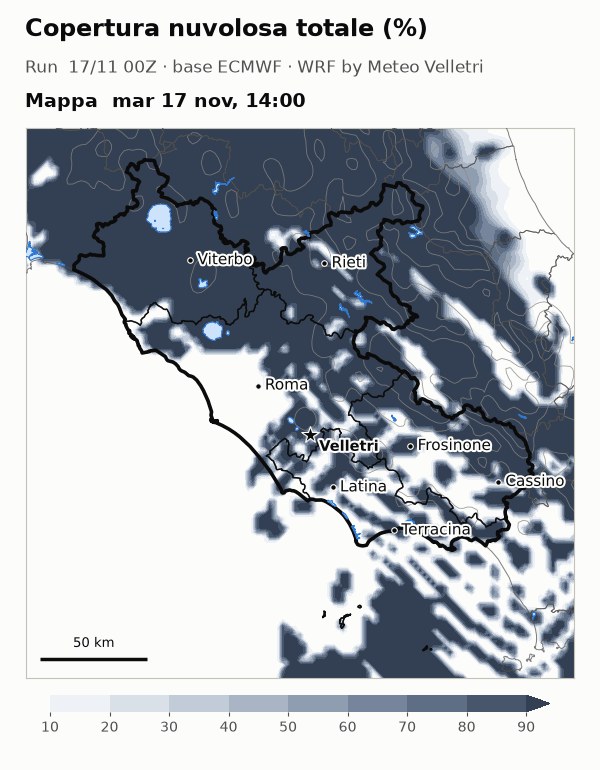 Copertura nuvolosa totale (%)
Run 17/11 00Z · base ECMWF · WRF by Meteo Velletri
Mappa mar 17 nov, 14:00
Viterbo
Rieti
Roma
Velletri
Frosinone
Cassino
Latina
Terracina
50 km
10 20 30 40 50 60 70 80 90